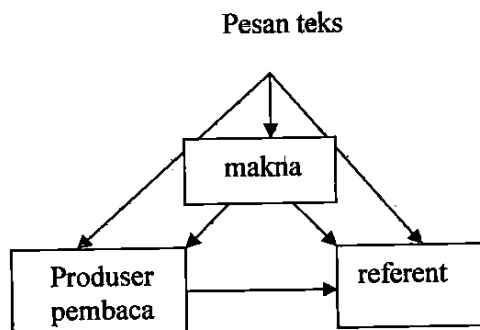 Pesan teks
makna
Produser
pembaca
referent